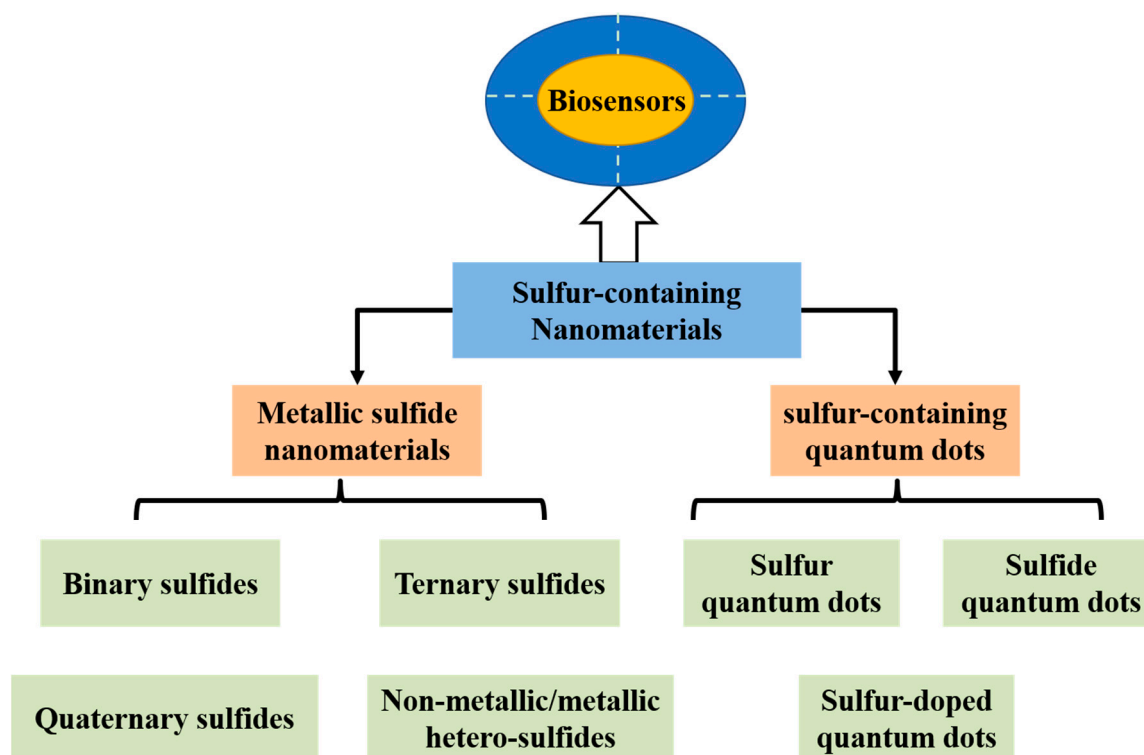 Biosensors
Sulfur-containing
Nanomaterials
Metallic sulfide
nanomaterials
sulfur-containing
quantum dots
Binary sulfides
Ternary sulfides
Sulfur
quantum dots
Sulfide
quantum dots
Quaternary sulfides
Non-metallic/metallic
hetero-sulfides
Sulfur-doped
quantum dots